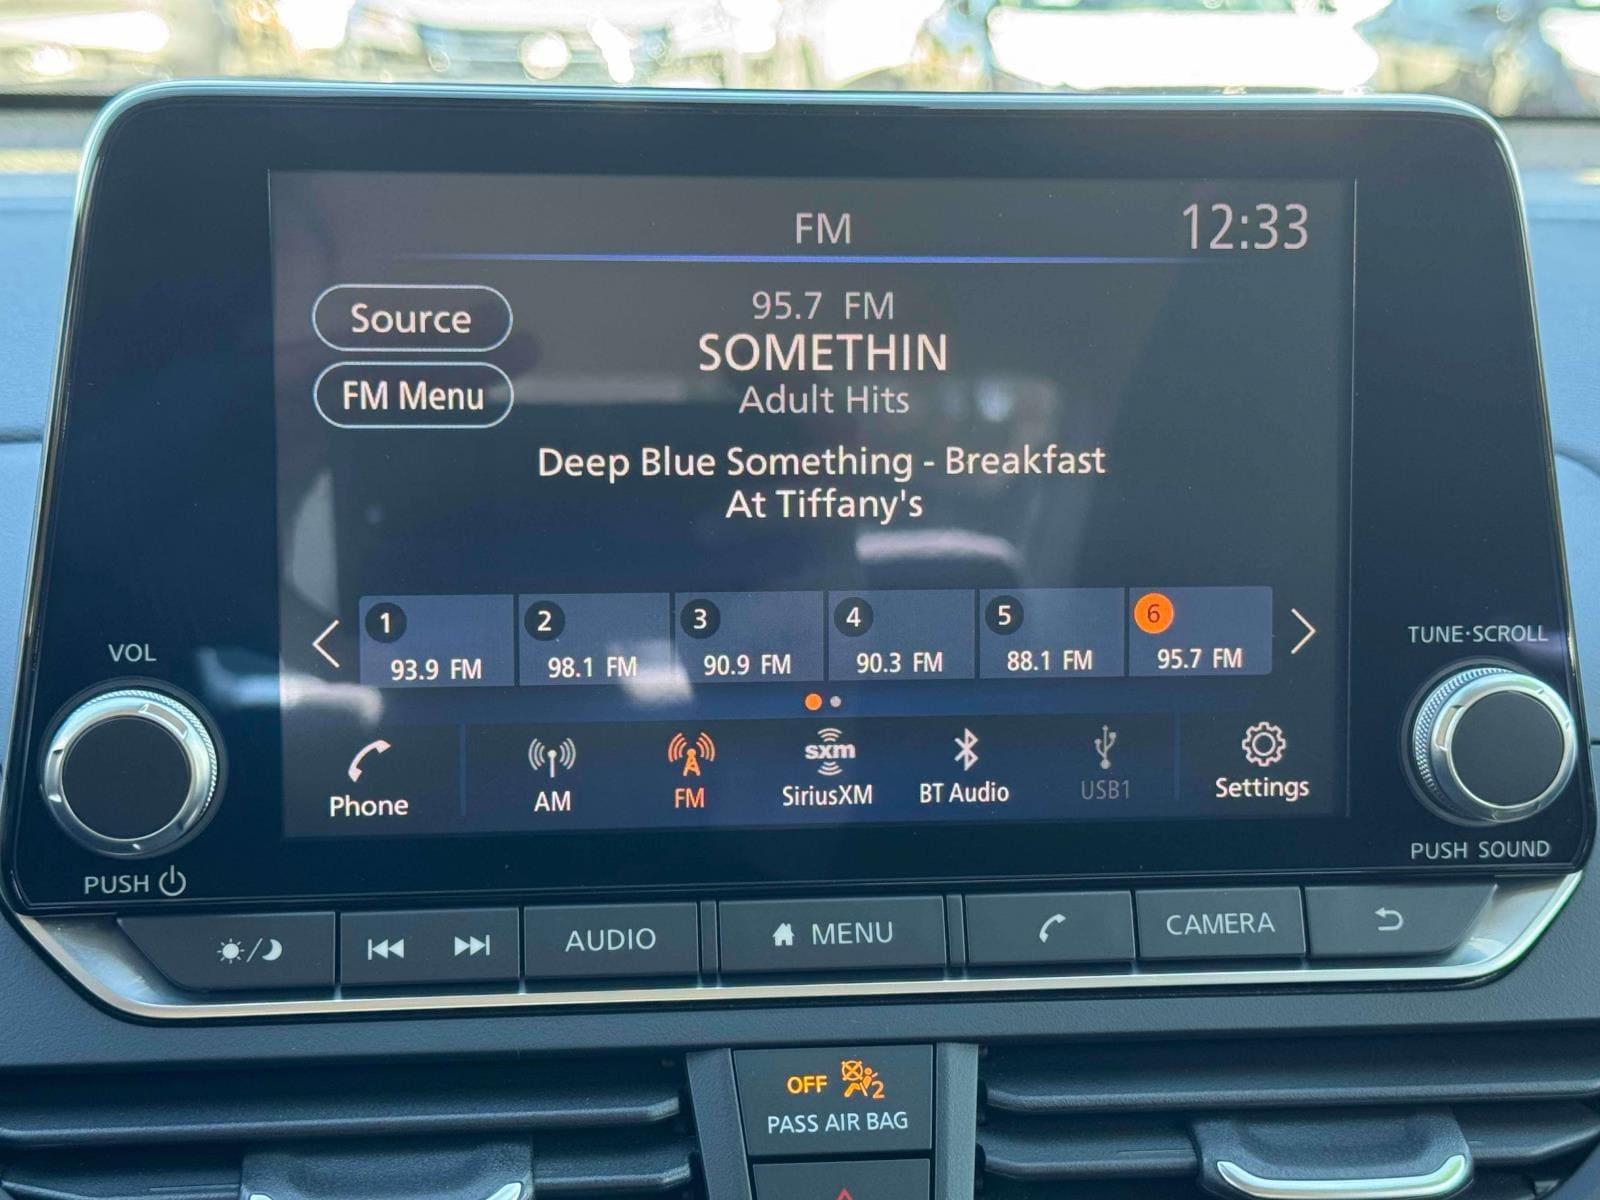 FM
12:33
Source
95.7 FM
SOMETHIN
Adult Hits
FM Menu
Deep Blue Something - Breakfast
At Tiffany's
1 2 3 4 5 6
93.9 FM 98.1 FM 90.9 FM 90.3 FM 88.1 FM 95.7 FM
sxm
Phone AM FM SiriusXM BT Audio USB1 Settings
VOL
PUSH
TUNE·SCROLL
PUSH SOUND
AUDIO MENU CAMERA
OFF 2
PASS AIR BAG